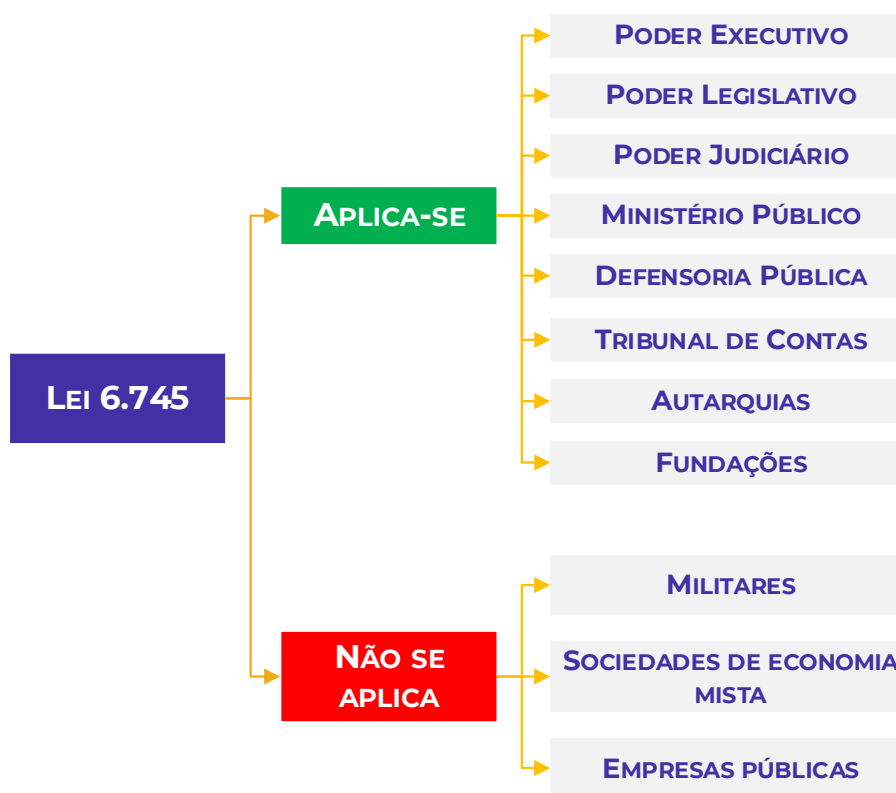 PODER EXECUTIVO
PODER LEGISLATIVO
PODER JUDICIÁRIO
APLICA-SE
MINISTÉRIO PÚBLICO
DEFENSORIA PÚBLICA
TRIBUNAL DE CONTAS
LEI 6.745
AUTARQUIAS
FUNDAÇÕES
MILITARES
NÃO SE
APLICA
SOCIEDADES DE ECONOMIA
MISTA
EMPRESAS PÚBLICAS